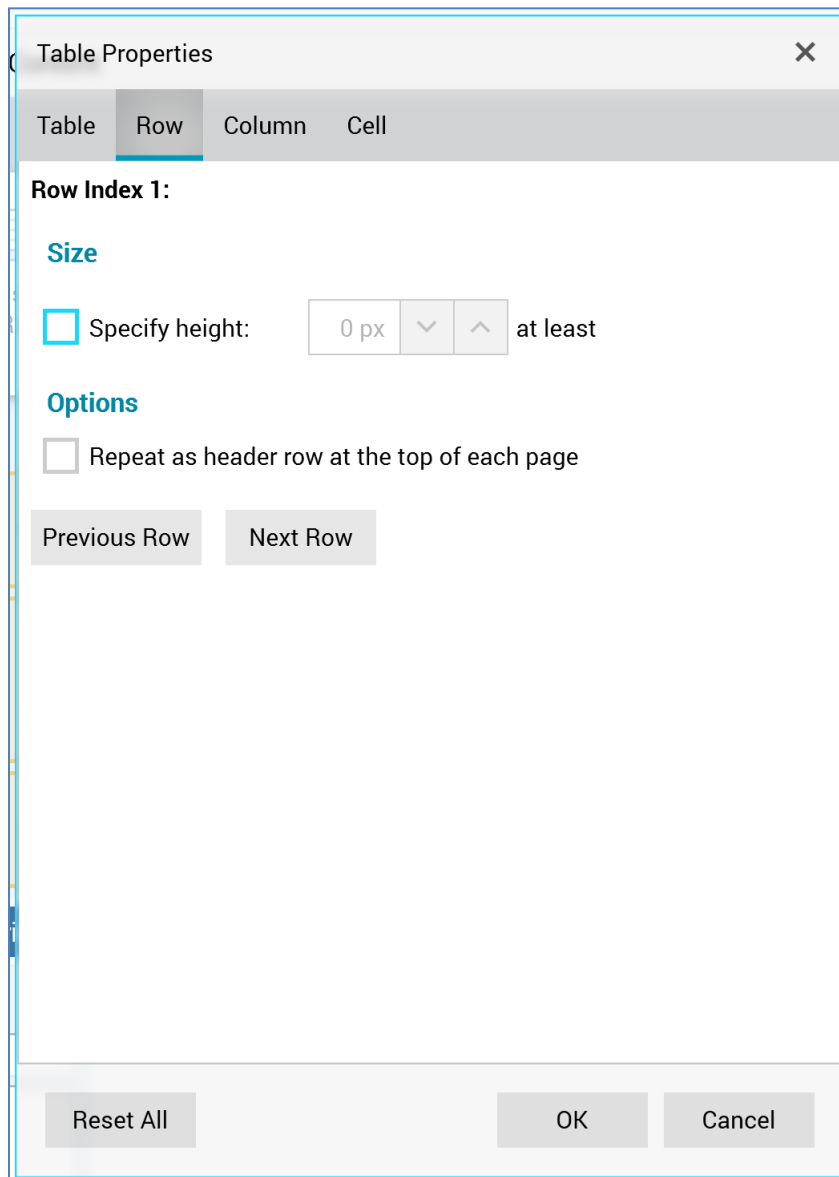 Table Properties
Table Row Column Cell
Row Index 1:
Size
Specify height: 0 px at least
Options
Repeat as header row at the top of each page
Previous Row Next Row
Reset All OK Cancel